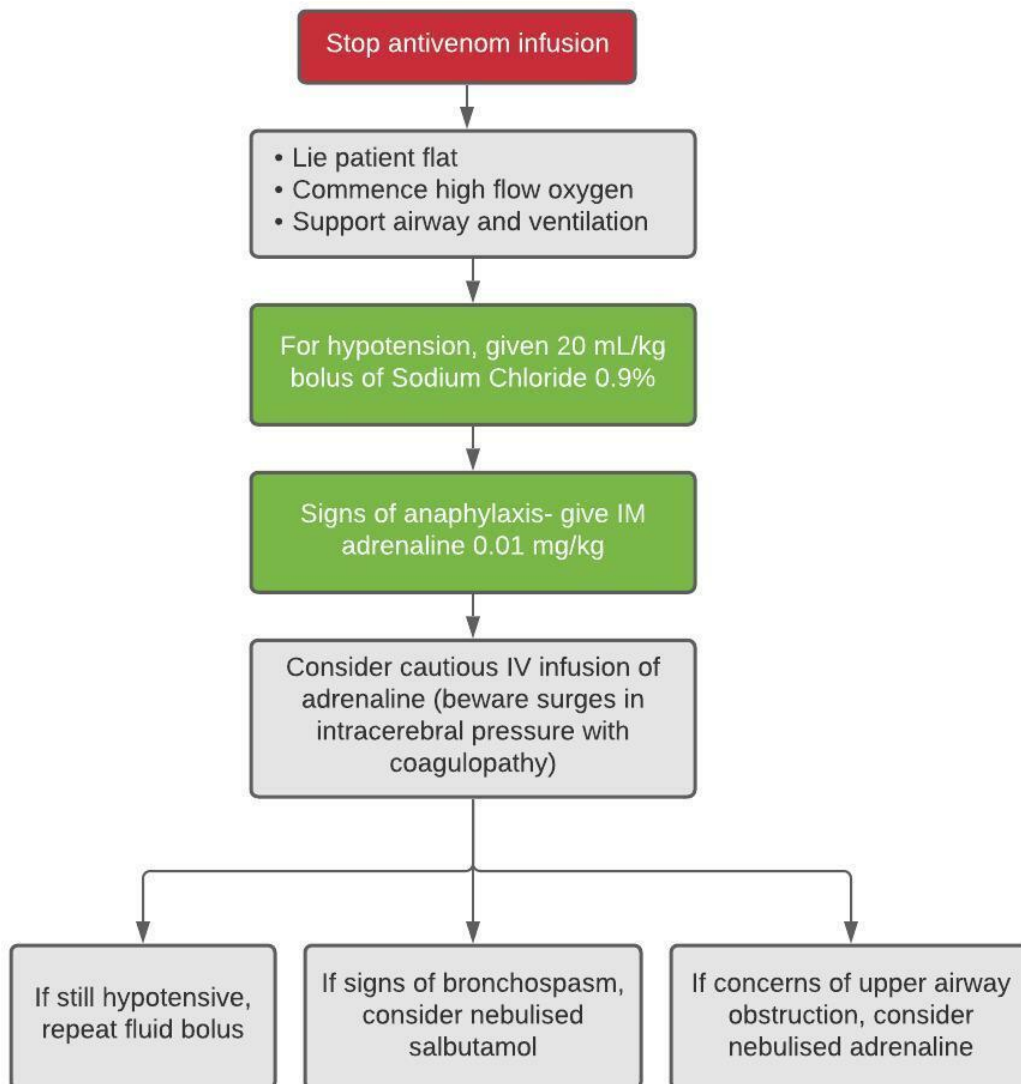 Stop antivenom infusion
• Lie patient flat
• Commence high flow oxygen
• Support airway and ventilation
For hypotension, given 20 mL/kg
bolus of Sodium Chloride 0.9%
Signs of anaphylaxis- give IM
adrenaline 0.01 mg/kg
Consider cautious IV infusion of
adrenaline (beware surges in
intracerebral pressure with
coagulopathy)
If still hypotensive,
repeat fluid bolus
If signs of bronchospasm,
consider nebulised
salbutamol
If concerns of upper airway
obstruction, consider
nebulised adrenaline